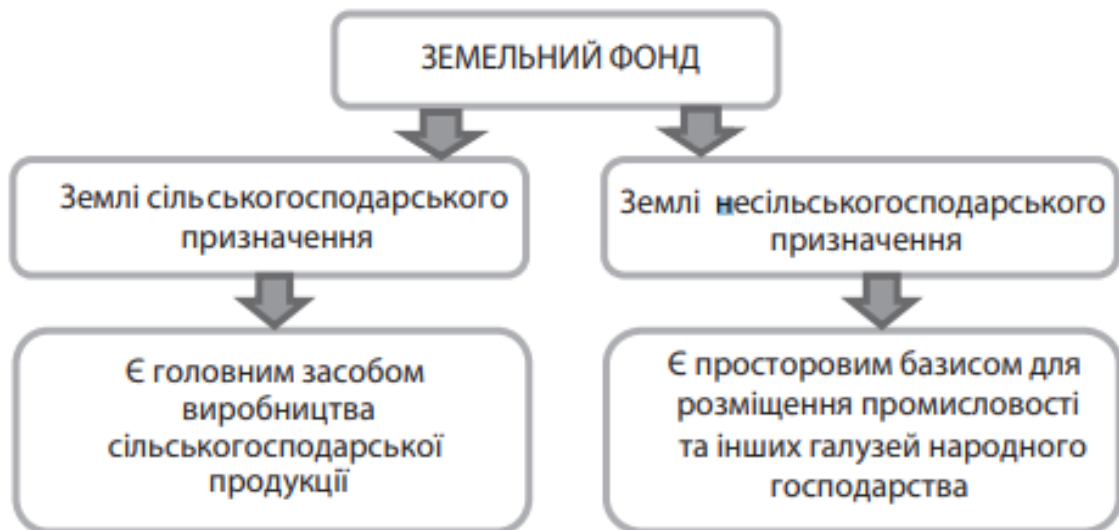 ЗЕМЕЛЬНИЙ ФОНД
Землі сільськогосподарського
призначення
Землі несільськогосподарського
призначення
Є головним засобом
виробництва
сільськогосподарської
продукції
Є просторовим базисом для
розміщення промисловості
та інших галузей народного
господарства